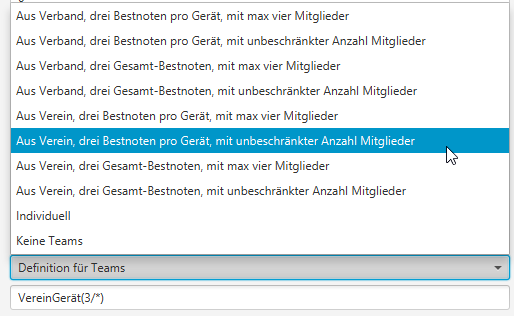 Aus Verband, drei Bestnoten pro Gerät, mit max vier Mitglieder
Aus Verband, drei Bestnoten pro Gerät, mit unbeschränkter Anzahl Mitglieder
Aus Verband, drei Gesamt-Bestnoten, mit max vier Mitglieder
Aus Verband, drei Gesamt-Bestnoten, mit unbeschränkter Anzahl Mitglieder
Aus Verein, drei Bestnoten pro Gerät, mit max vier Mitglieder
Aus Verein, drei Bestnoten pro Gerät, mit unbeschränkter Anzahl Mitglieder
Aus Verein, drei Gesamt-Bestnoten, mit max vier Mitglieder
Aus Verein, drei Gesamt-Bestnoten, mit unbeschränkter Anzahl Mitglieder
Individuell
Keine Teams
Definition für Teams
VereinGerät(3/*)